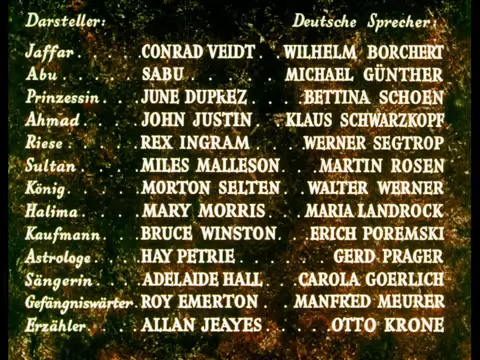 Darsteller: Deutsche Sprecher:
Jaffar . CONRAD VEIDT . . WILHELM BORCHERT
Abu . . . . . SABU . . . . . . . MICHAEL GÜNTHER
Prinzessin . . . JUNE DUPREZ . . . BETTINA SCHOEN
Ahmad . . . . JOHN JUSTIN . KLAUS SCHWARZKOPF
Riese . . . . . REX INGRAM . . . WERNER SEGTROP
Sultan . . . . . MILES MALLESON . . . MARTIN ROSEN
König . . . . . MORTON SELTEN . . WALTER WERNER
Halima . . . . . MARY MORRIS . . . MARIA LANDROCK
Kaufmann . . BRUCE WINSTON . . ERICH POREMSKI
Astrologe . . . HAY PETRIE . . . . . GERD PRAGER
Sängerin . . . ADELAIDE HALL . . CAROLA GOERLICH
Gefängniswärter . ROY EMERTON . . MANFRED MEURER
Erzähler . . . . ALLAN JEAYES . . . . . OTTO KRONE